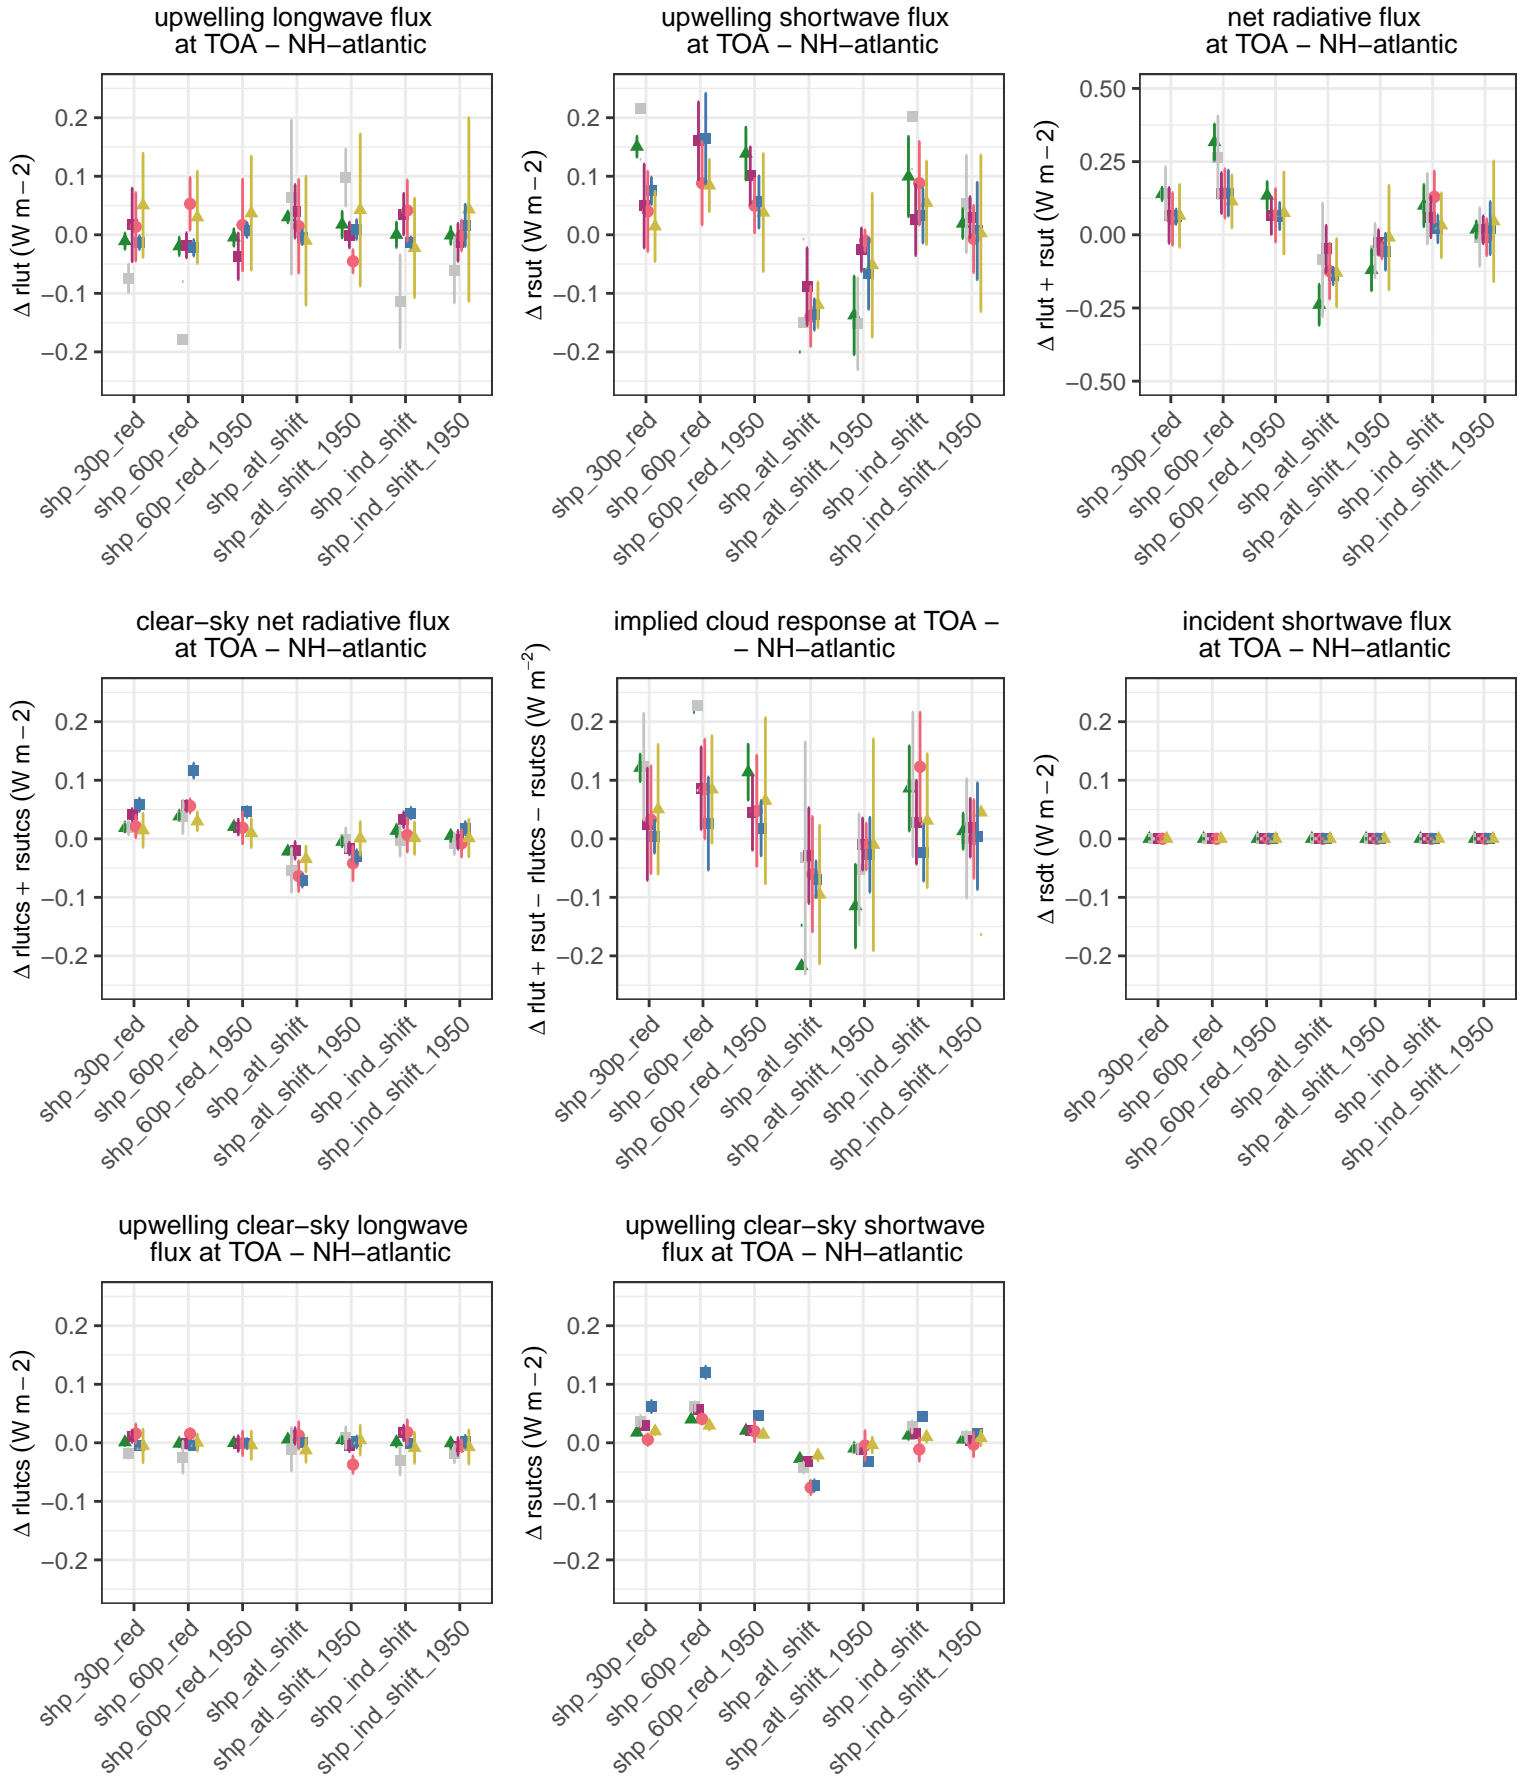 upwelling longwave flux
at TOA − NH−atlantic
Δ rlut (W m − 2)
0.2
0.1
0.0
−0.1
−0.2
shp_30p_red
shp_60p_red
shp_60p_red_1950
shp_atl_shift
shp_atl_shift_1950
shp_ind_shift
shp_ind_shift_1950
upwelling shortwave flux
at TOA − NH−atlantic
Δ rsut (W m − 2)
0.2
0.1
0.0
−0.1
−0.2
shp_30p_red
shp_60p_red
shp_60p_red_1950
shp_atl_shift
shp_atl_shift_1950
shp_ind_shift
shp_ind_shift_1950
net radiative flux
at TOA − NH−atlantic
Δ rlut + rsut (W m − 2)
0.50
0.25
0.00
−0.25
−0.50
shp_30p_red
shp_60p_red
shp_60p_red_1950
shp_atl_shift
shp_atl_shift_1950
shp_ind_shift
shp_ind_shift_1950
clear−sky net radiative flux
at TOA − NH−atlantic
Δ rlutcs + rsutcs (W m − 2)
0.2
0.1
0.0
−0.1
−0.2
shp_30p_red
shp_60p_red
shp_60p_red_1950
shp_atl_shift
shp_atl_shift_1950
shp_ind_shift
shp_ind_shift_1950
implied cloud response at TOA −
− NH−atlantic
Δ rlut + rsut − rlutcs − rsutcs (W m⁻²)
0.2
0.1
0.0
−0.1
−0.2
shp_30p_red
shp_60p_red
shp_60p_red_1950
shp_atl_shift
shp_atl_shift_1950
shp_ind_shift
shp_ind_shift_1950
incident shortwave flux
at TOA − NH−atlantic
Δ rsdt (W m − 2)
0.2
0.1
0.0
−0.1
−0.2
shp_30p_red
shp_60p_red
shp_60p_red_1950
shp_atl_shift
shp_atl_shift_1950
shp_ind_shift
shp_ind_shift_1950
upwelling clear−sky longwave
flux at TOA − NH−atlantic
Δ rlutcs (W m − 2)
0.2
0.1
0.0
−0.1
−0.2
shp_30p_red
shp_60p_red
shp_60p_red_1950
shp_atl_shift
shp_atl_shift_1950
shp_ind_shift
shp_ind_shift_1950
upwelling clear−sky shortwave
flux at TOA − NH−atlantic
Δ rsutcs (W m − 2)
0.2
0.1
0.0
−0.1
−0.2
shp_30p_red
shp_60p_red
shp_60p_red_1950
shp_atl_shift
shp_atl_shift_1950
shp_ind_shift
shp_ind_shift_1950